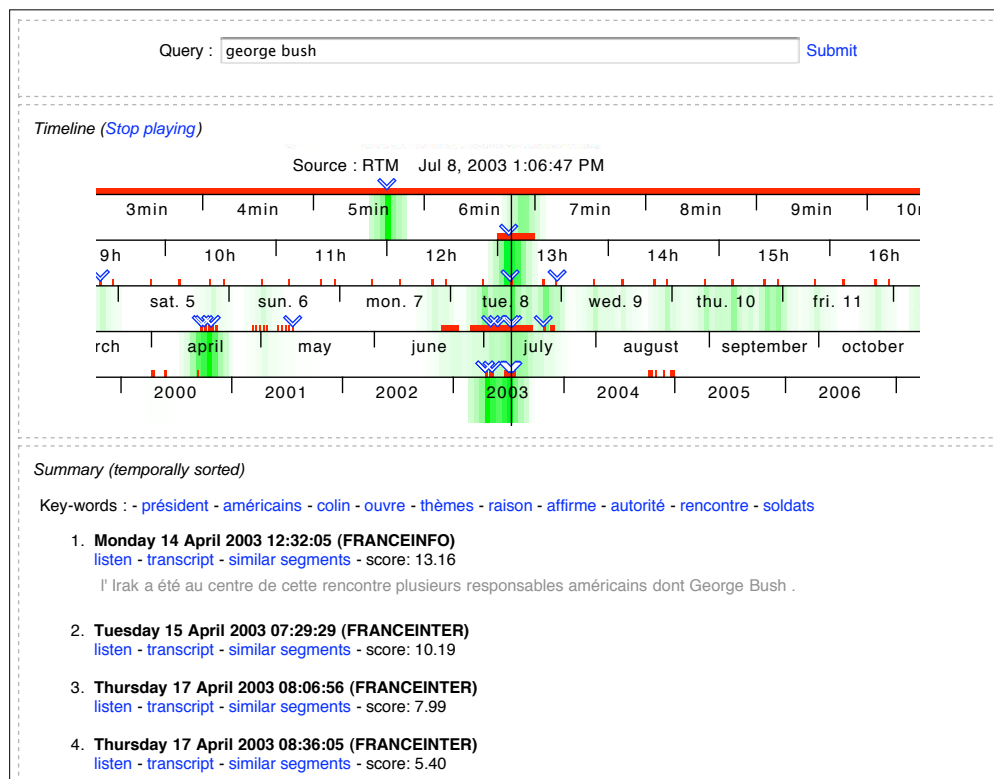 Query : george bush Submit
Timeline (Stop playing)
Source : RTM Jul 8, 2003 1:06:47 PM
3min 4min 5min 6min 7min 8min 9min 10
9h 10h 11h 12h 13h 14h 15h 16h
sat. 5 sun. 6 mon. 7 tue. 8 wed. 9 thu. 10 fri. 11
rch april may june july august september october
2000 2001 2002 2003 2004 2005 2006
Summary (temporally sorted)
Key-words : - président - américains - colin - ouvre - thèmes - raison - affirme - autorité - rencontre - soldats
1. Monday 14 April 2003 12:32:05 (FRANCEINFO)
listen - transcript - similar segments - score: 13.16
l' Irak a été au centre de cette rencontre plusieurs responsables américains dont George Bush .
2. Tuesday 15 April 2003 07:29:29 (FRANCEINTER)
listen - transcript - similar segments - score: 10.19
3. Thursday 17 April 2003 08:06:56 (FRANCEINTER)
listen - transcript - similar segments - score: 7.99
4. Thursday 17 April 2003 08:36:05 (FRANCEINTER)
listen - transcript - similar segments - score: 5.40